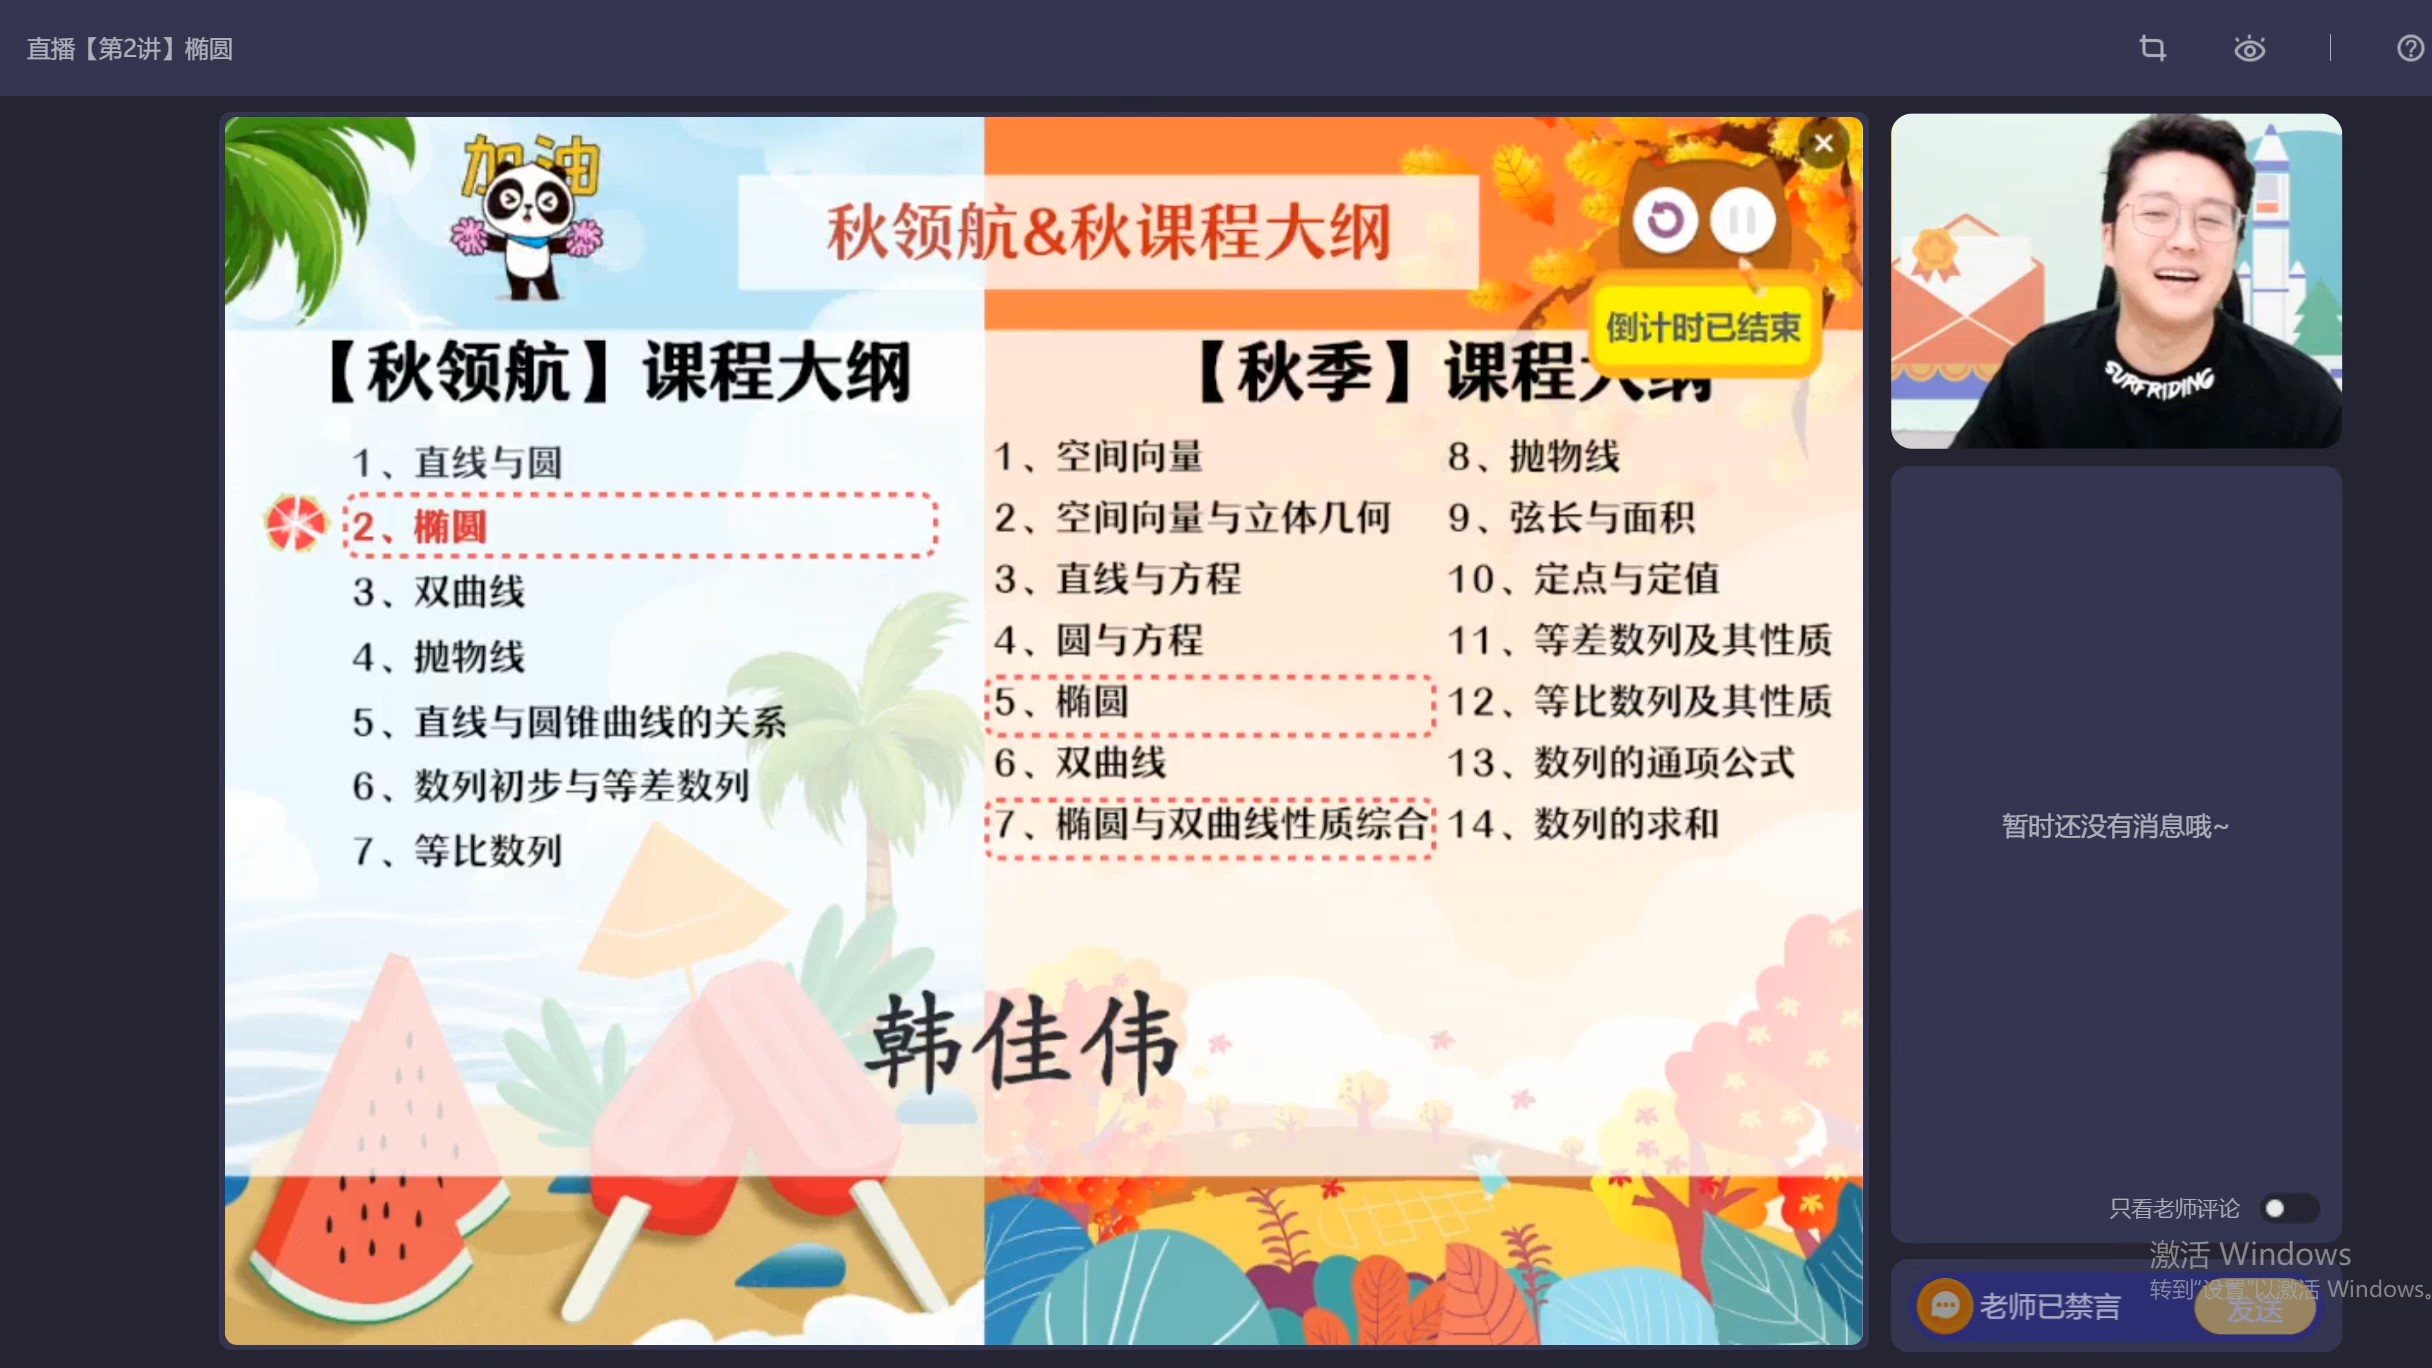 直播【第2讲】椭圆
加油
秋领航&秋课程大纲
倒计时已结束
【秋领航】课程大纲
1、直线与圆
2、椭圆
3、双曲线
4、抛物线
5、直线与圆锥曲线的关系
6、数列初步与等差数列
7、等比数列
【秋季】课程大纲
1、空间向量
2、空间向量与立体几何
3、直线与方程
4、圆与方程
5、椭圆
6、双曲线
7、椭圆与双曲线性质综合
8、抛物线
9、弦长与面积
10、定点与定值
11、等差数列及其性质
12、等比数列及其性质
13、数列的通项公式
14、数列的求和
韩佳伟
SURFRIDING
暂时还没有消息哦~
只看老师评论
激活 Windows
转到“设置”以激活 Windows。
老师已禁言
发送